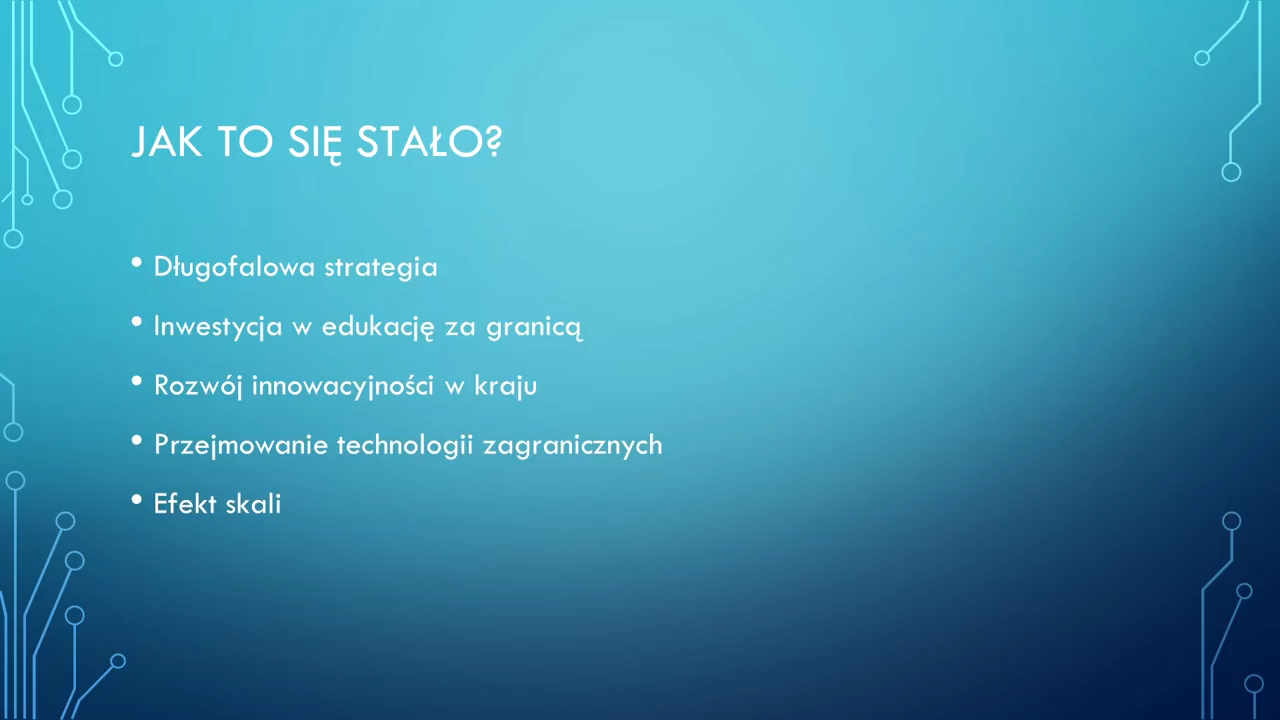 JAK TO SIĘ STAŁO?
• Długofalowa strategia
• Inwestycja w edukację za granicą
• Rozwój innowacyjności w kraju
• Przejmowanie technologii zagranicznych
• Efekt skali